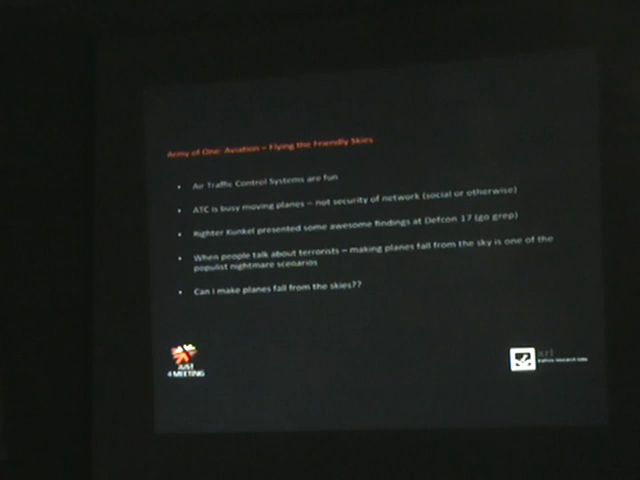 Army of One: Aviation – Flying the Friendly Skies
• Air Traffic Control Systems are fun
• ATC is busy moving planes – not security of network (social or otherwise)
• Righter Kunkel presented some awesome findings at Defcon 17 (go grep)
• When people talk about terrorists – making planes fall from the sky is one of the
populist nightmare scenarios
• Can I make planes fall from the skies??
JUST
4 MEETING